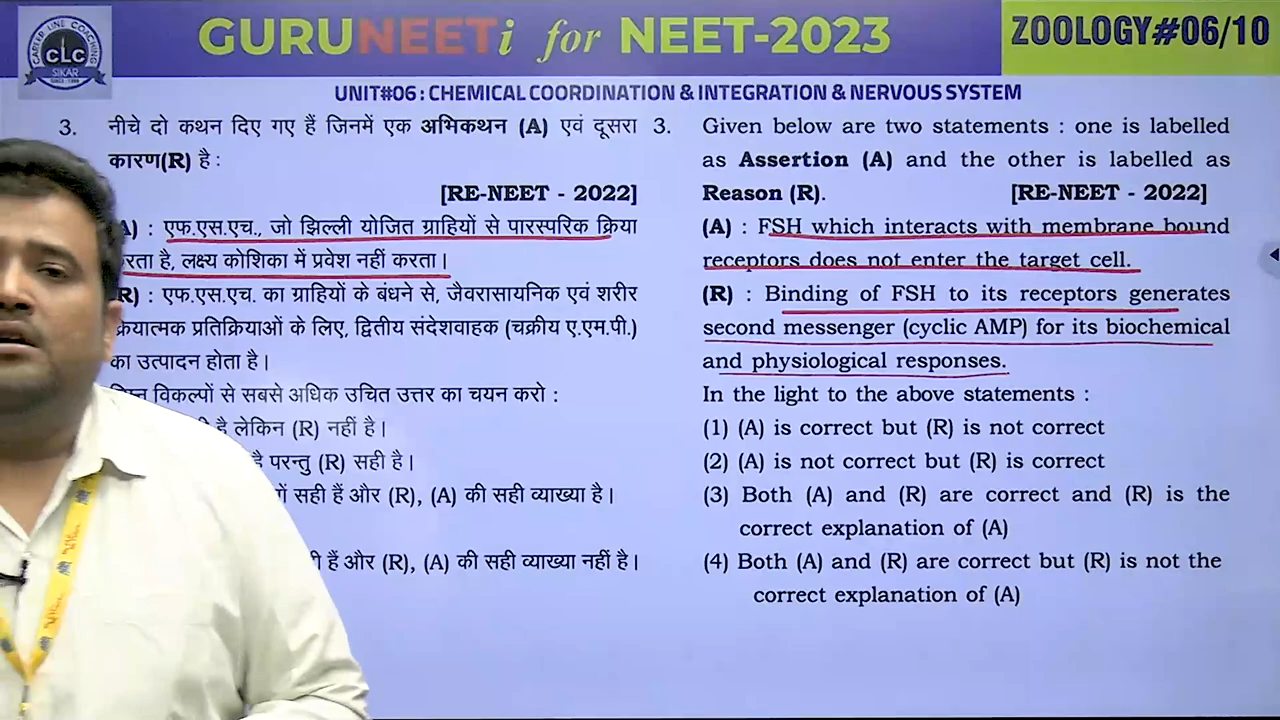 CAREER LINE COACHING
CLC
SIKAR
SINCE : 1996
GURUNEETi for NEET-2023
ZOOLOGY#06/10
UNIT#06 : CHEMICAL COORDINATION & INTEGRATION & NERVOUS SYSTEM
3. नीचे दो कथन दिए गए हैं जिनमें एक अभिकथन (A) एवं दूसरा
कारण(R) है :
[RE-NEET - 2022]
A) : एफ.एस.एच., जो झिल्ली योजित ग्राहियों से पारस्परिक क्रिया
करता है, लक्ष्य कोशिका में प्रवेश नहीं करता।
R) : एफ.एस.एच. का ग्राहियों के बंधने से, जैवरासायनिक एवं शरीर
क्रियात्मक प्रतिक्रियाओं के लिए, द्वितीय संदेशवाहक (चक्रीय ए.एम.पी.)
का उत्पादन होता है।
निम्न विकल्पों से सबसे अधिक उचित उत्तर का चयन करो :
है लेकिन (R) नहीं है।
है परन्तु (R) सही है।
सही हैं और (R), (A) की सही व्याख्या है।
हैं और (R), (A) की सही व्याख्या नहीं है।
3. Given below are two statements : one is labelled
as Assertion (A) and the other is labelled as
Reason (R). [RE-NEET - 2022]
(A) : FSH which interacts with membrane bound
receptors does not enter the target cell.
(R) : Binding of FSH to its receptors generates
second messenger (cyclic AMP) for its biochemical
and physiological responses.
In the light to the above statements :
(1) (A) is correct but (R) is not correct
(2) (A) is not correct but (R) is correct
(3) Both (A) and (R) are correct and (R) is the
correct explanation of (A)
(4) Both (A) and (R) are correct but (R) is not the
correct explanation of (A)